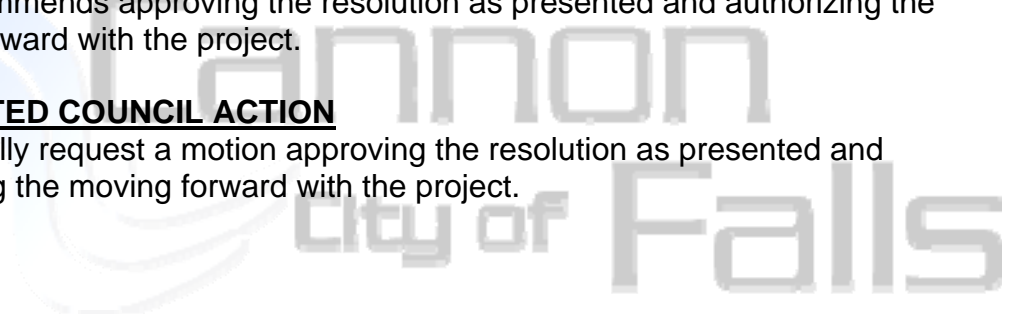 mmends approving the resolution as presented and authorizing the
ward with the project.
TED COUNCIL ACTION
lly request a motion approving the resolution as presented and
g the moving forward with the project.
Lannon
City of Falls